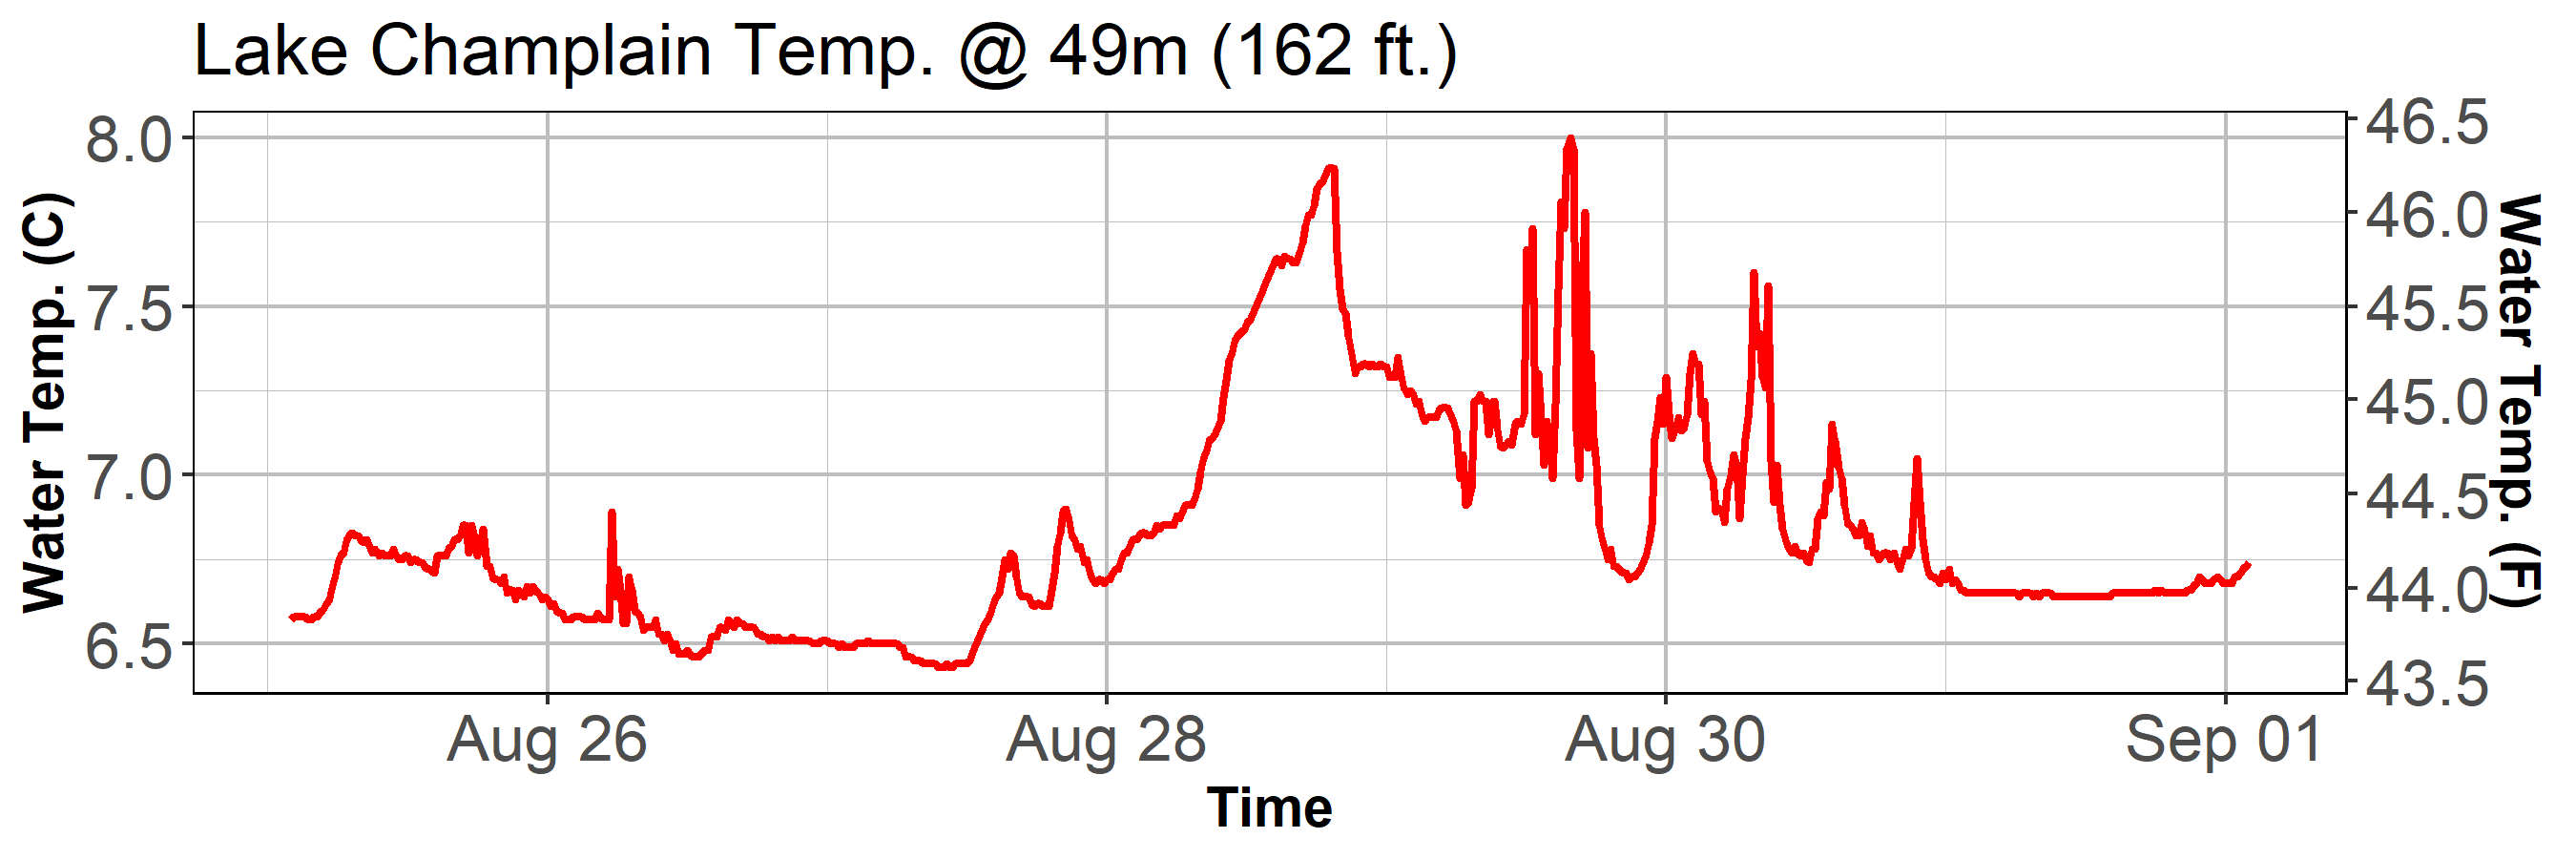 Lake Champlain Temp. @ 49m (162 ft.)
Water Temp. (C)
8.0
7.5
7.0
6.5
46.5
46.0
45.5
45.0
44.5
44.0
43.5
Water Temp. (F)
Aug 26 Aug 28 Aug 30 Sep 01
Time